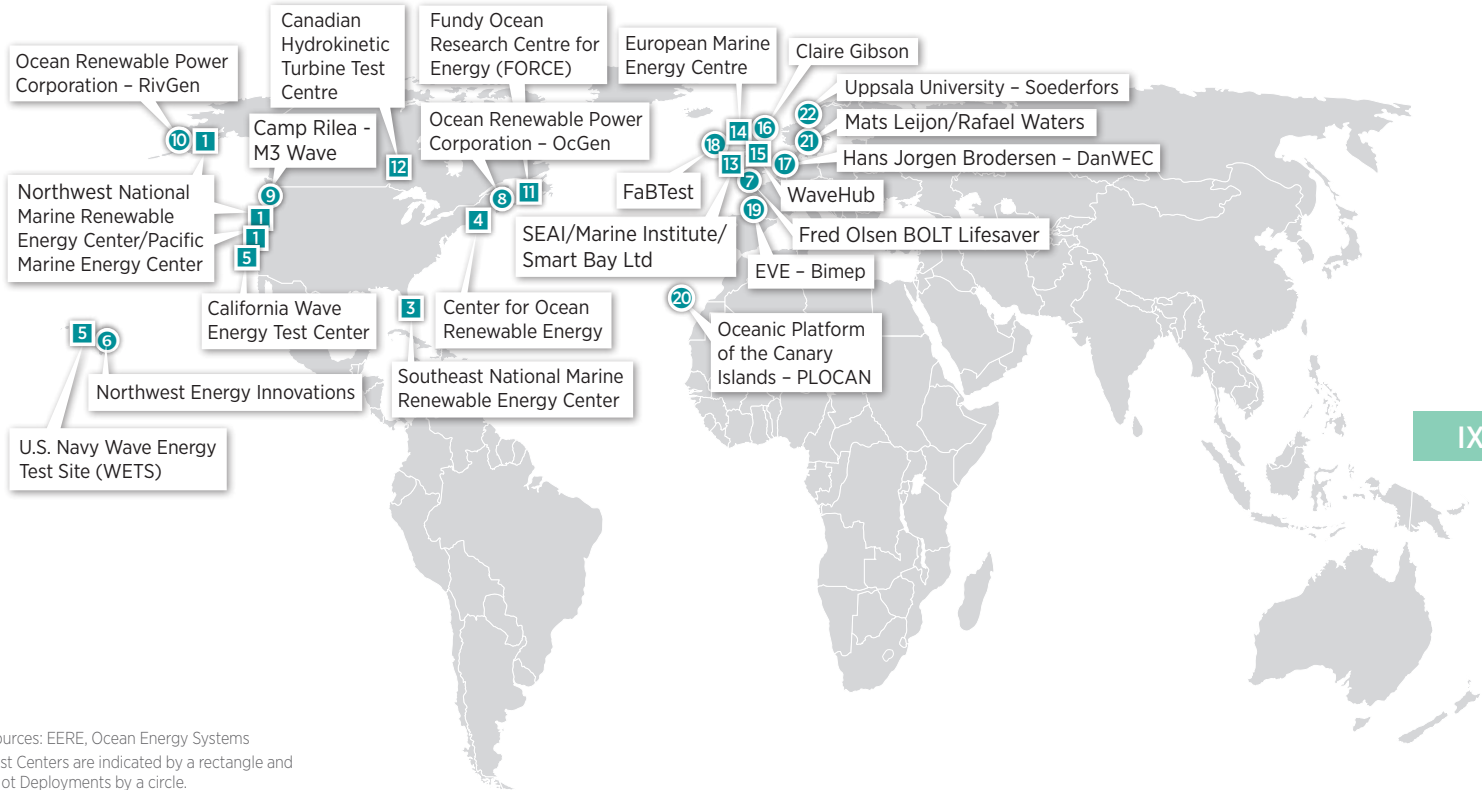 Ocean Renewable Power
Corporation – RivGen
Canadian
Hydrokinetic
Turbine Test
Centre
Fundy Ocean
Research Centre for
Energy (FORCE)
European Marine
Energy Centre
Claire Gibson
Uppsala University – Soederfors
Mats Leijon/Rafael Waters
Hans Jorgen Brodersen – DanWEC
WaveHub
Fred Olsen BOLT Lifesaver
EVE – Bimep
Camp Rilea -
M3 Wave
Ocean Renewable Power
Corporation – OcGen
FaBTest
SEAI/Marine Institute/
Smart Bay Ltd
Northwest National
Marine Renewable
Energy Center/Pacific
Marine Energy Center
California Wave
Energy Test Center
Center for Ocean
Renewable Energy
Oceanic Platform
of the Canary
Islands – PLOCAN
Northwest Energy Innovations
Southeast National Marine
Renewable Energy Center
U.S. Navy Wave Energy
Test Site (WETS)
10
1
12
9
1
1
5
8
11
4
3
5
6
14
16
22
21
18
13
15
17
7
19
20
IX
urces: EERE, Ocean Energy Systems
st Centers are indicated by a rectangle and
ot Deployments by a circle.